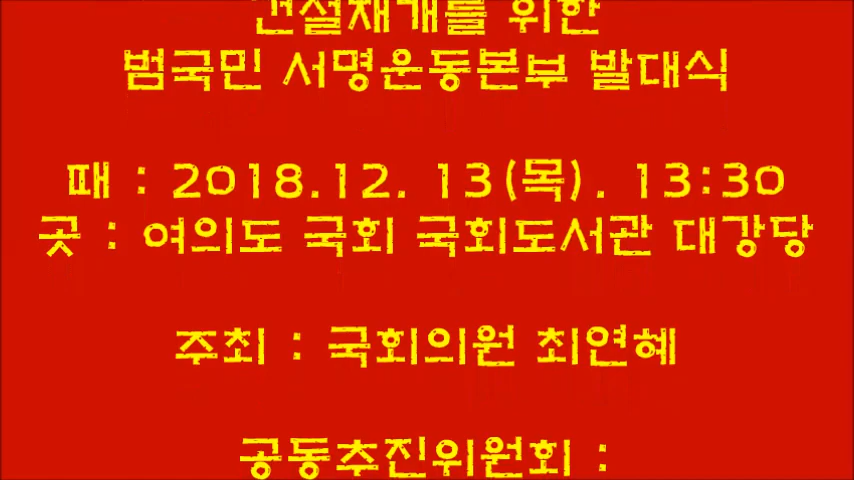 건설재개를 위한
범국민 서명운동본부 발대식
때 : 2018.12. 13(목). 13:30
곳 : 여의도 국회 국회도서관 대강당
주최 : 국회의원 최연혜
공동추진위원회 :